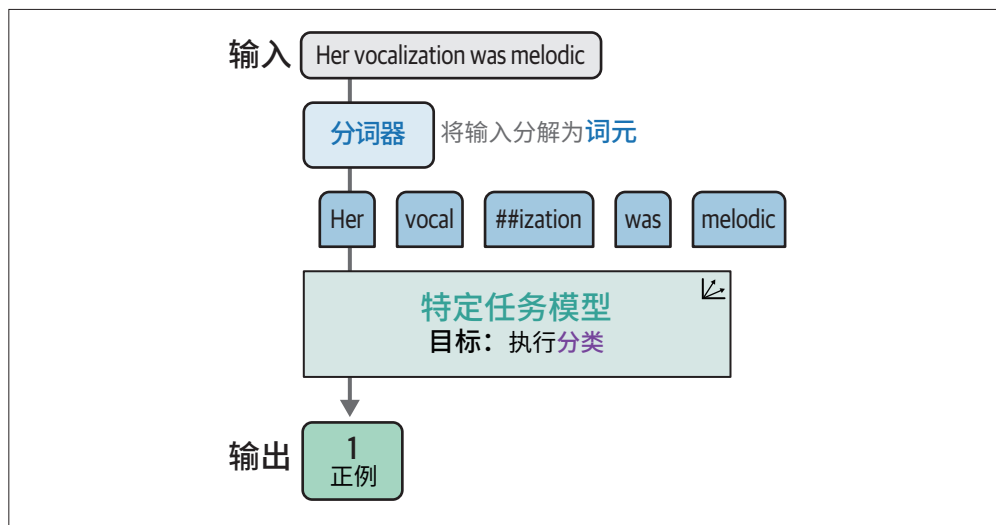 输入 Her vocalization was melodic
分词器 将输入分解为词元
Her vocal ##ization was melodic
特定任务模型
目标：执行分类
输出 1
正例